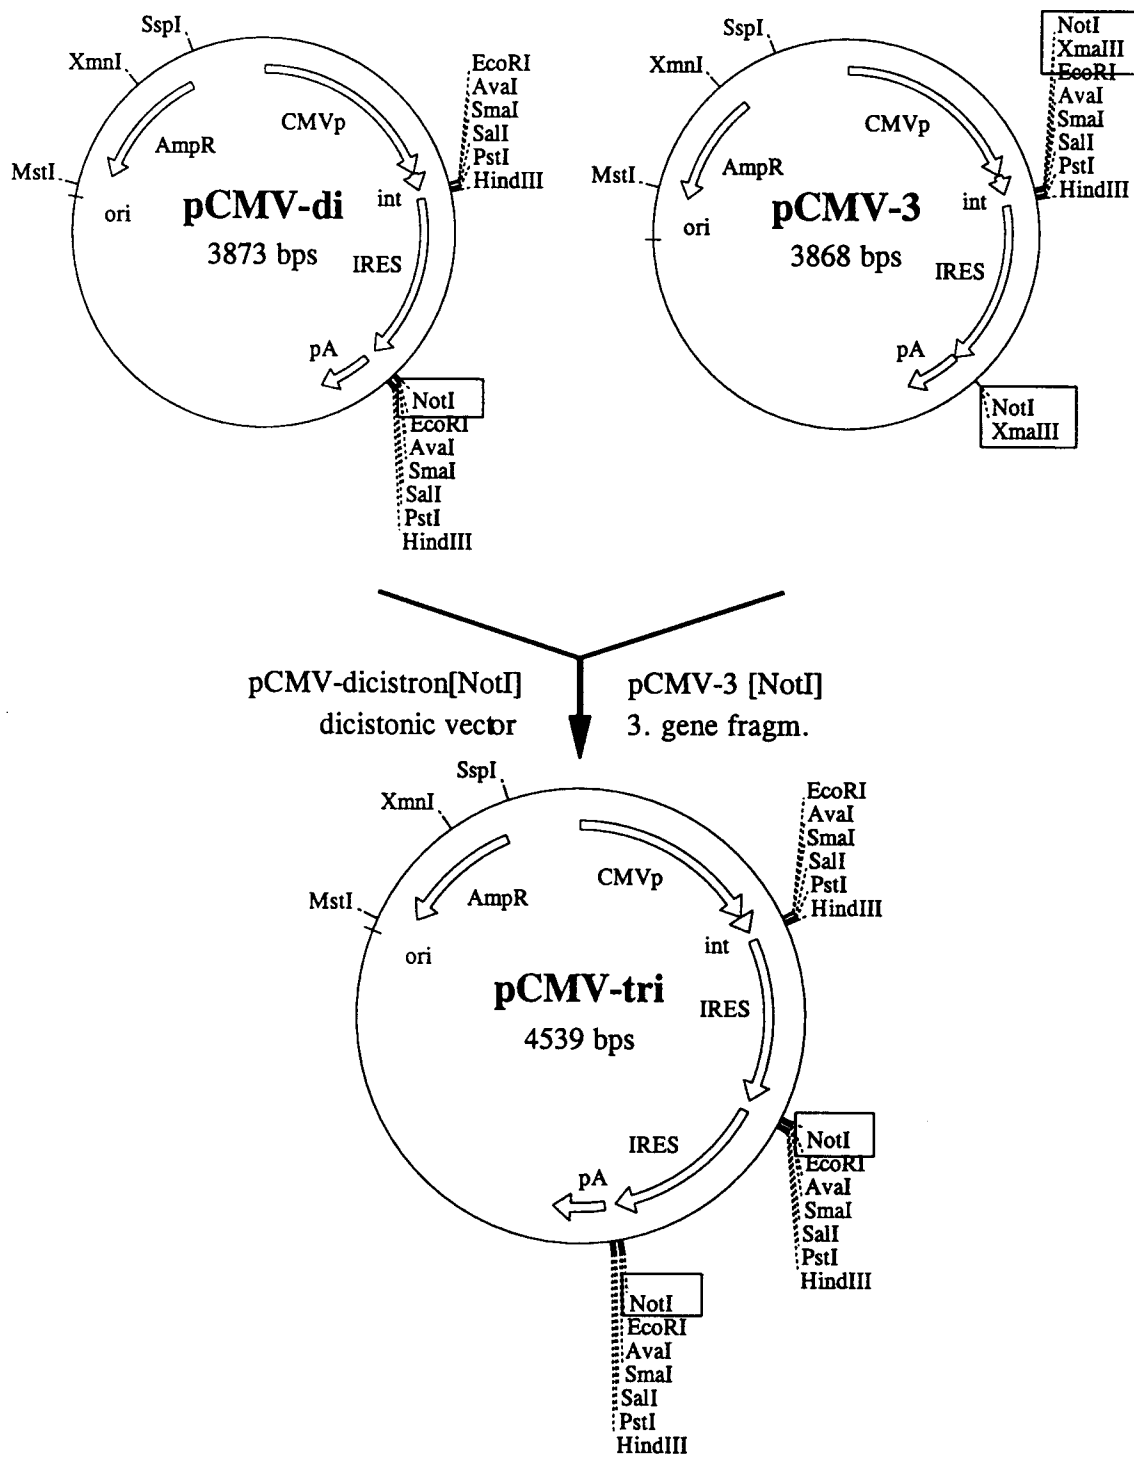 SspI
XmnI
MstI
AmpR
ori
CMVp
int
pCMV-di
3873 bps
IRES
pA
EcoRI
AvaI
SmaI
SalI
PstI
HindIII
NotI
EcoRI
AvaI
SmaI
SalI
PstI
HindIII
SspI
XmnI
MstI
AmpR
ori
CMVp
int
pCMV-3
3868 bps
IRES
pA
NotI
XmaIII
EcoRI
AvaI
SmaI
SalI
PstI
HindIII
NotI
XmaIII
pCMV-dicistron[NotI]
dicistonic vector
pCMV-3 [NotI]
3. gene fragm.
SspI
XmnI
MstI
AmpR
ori
CMVp
int
pCMV-tri
4539 bps
IRES
IRES
pA
EcoRI
AvaI
SmaI
SalI
PstI
HindIII
NotI
EcoRI
AvaI
SmaI
SalI
PstI
HindIII
NotI
EcoRI
AvaI
SmaI
SalI
PstI
HindIII